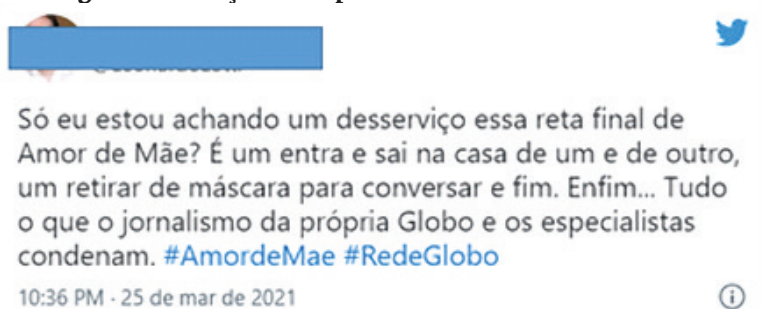 Só eu estou achando um desserviço essa reta final de
Amor de Mãe? É um entra e sai na casa de um e de outro,
um retirar de máscara para conversar e fim. Enfim... Tudo
o que o jornalismo da própria Globo e os especialistas
condenam. #AmordeMae #RedeGlobo
10:36 PM · 25 de mar de 2021